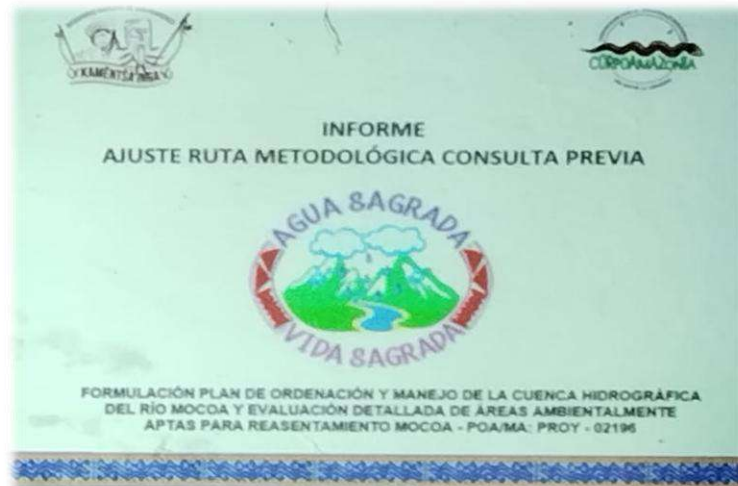 KAMËNTŠA INGA
CORPOAMAZONIA
INFORME
AJUSTE RUTA METODOLÓGICA CONSULTA PREVIA
AGUA SAGRADA
VIDA SAGRADA
FORMULACIÓN PLAN DE ORDENACIÓN Y MANEJO DE LA CUENCA HIDROGRÁFICA
DEL RÍO MOCOA Y EVALUACIÓN DETALLADA DE ÁREAS AMBIENTALMENTE
APTAS PARA REASENTAMIENTO MOCOA - POA/MA: PROY - 02196